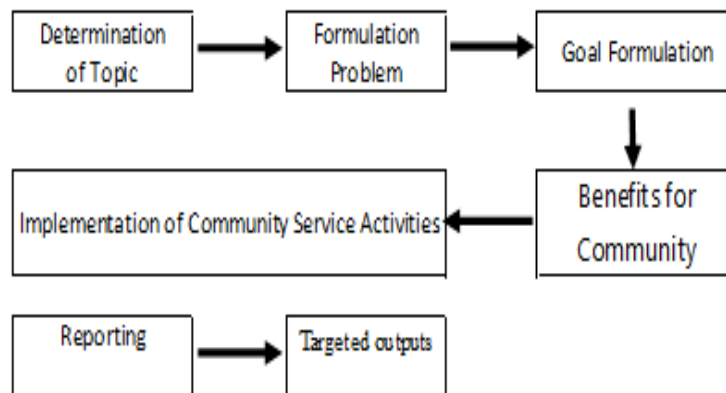 Determination
of Topic
Formulation
Problem
Goal Formulation
Implementation of Community Service Activities
Benefits for
Community
Reporting
Targeted outputs